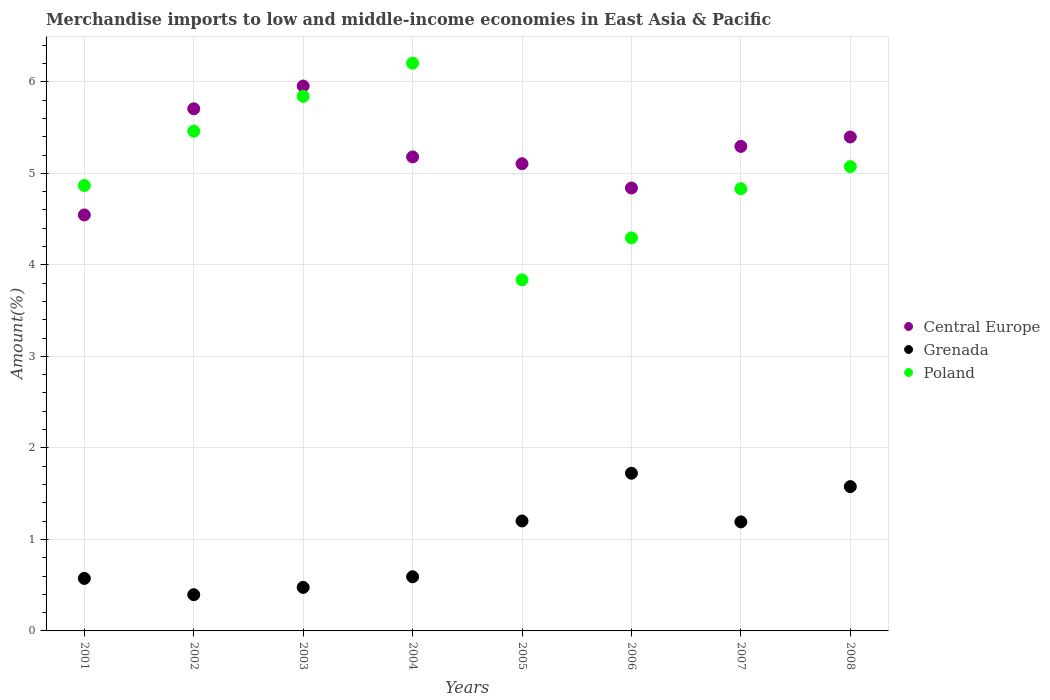 Merchandise imports to low and middle-income economies in East Asia & Pacific
Amount(%)
6
5
4
3
2
1
0
2001
2002
2003
2004
2005
2006
2007
2008
Years
Central Europe
Grenada
Poland